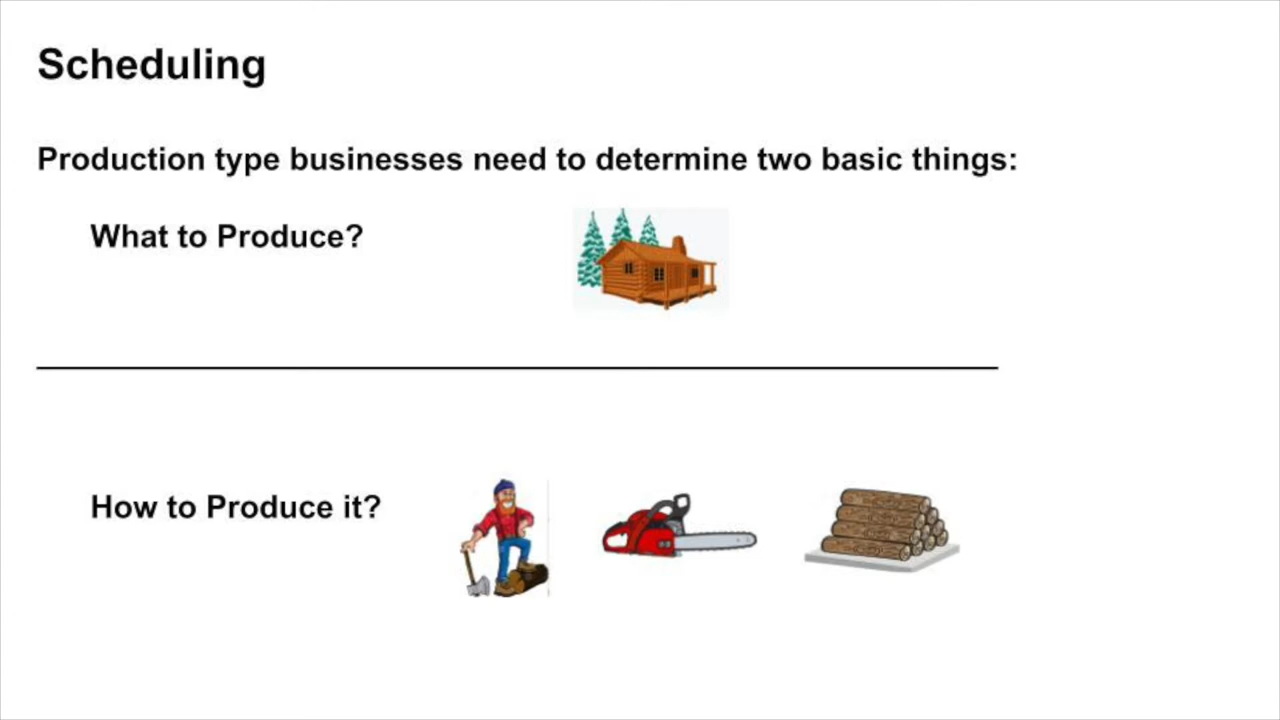 Scheduling
Production type businesses need to determine two basic things:
What to Produce?
How to Produce it?